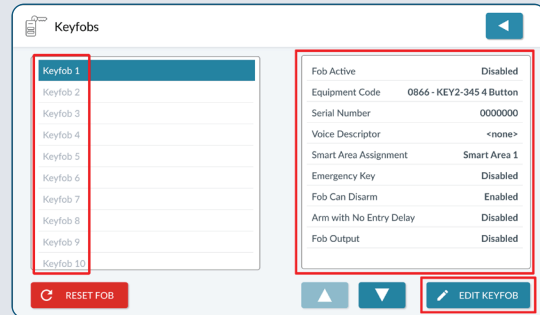 Keyfobs
Keyfob 1
Keyfob 2
Keyfob 3
Keyfob 4
Keyfob 5
Keyfob 6
Keyfob 7
Keyfob 8
Keyfob 9
Keyfob 10
Fob Active Disabled
Equipment Code 0866 - KEY2-345 4 Button
Serial Number 0000000
Voice Descriptor <none>
Smart Area Assignment Smart Area 1
Emergency Key Disabled
Fob Can Disarm Enabled
Arm with No Entry Delay Disabled
Fob Output Disabled
RESET FOB
EDIT KEYFOB